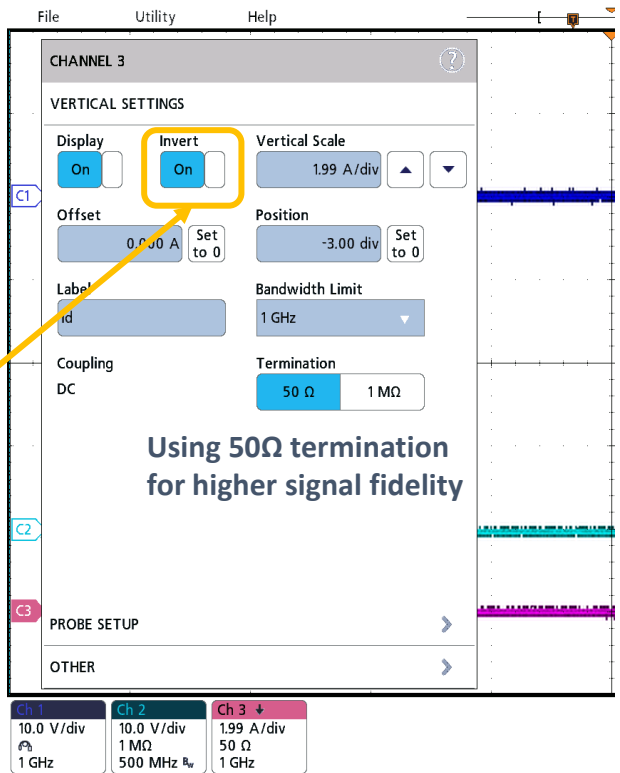 File Utility Help
[ T
CHANNEL 3 ?
VERTICAL SETTINGS
Display Invert Vertical Scale
On On 1.99 A/div
C1
Offset Position
0.000 A Set to 0 -3.00 div Set to 0
Label Bandwidth Limit
Id 1 GHz
Coupling Termination
DC 50 Ω 1 MΩ
Using 50Ω termination
for higher signal fidelity
C2
C3
PROBE SETUP
OTHER
Ch 1 Ch 2 Ch 3
10.0 V/div 10.0 V/div 1.99 A/div
1 MΩ 50 Ω
1 GHz 500 MHz Bw 1 GHz